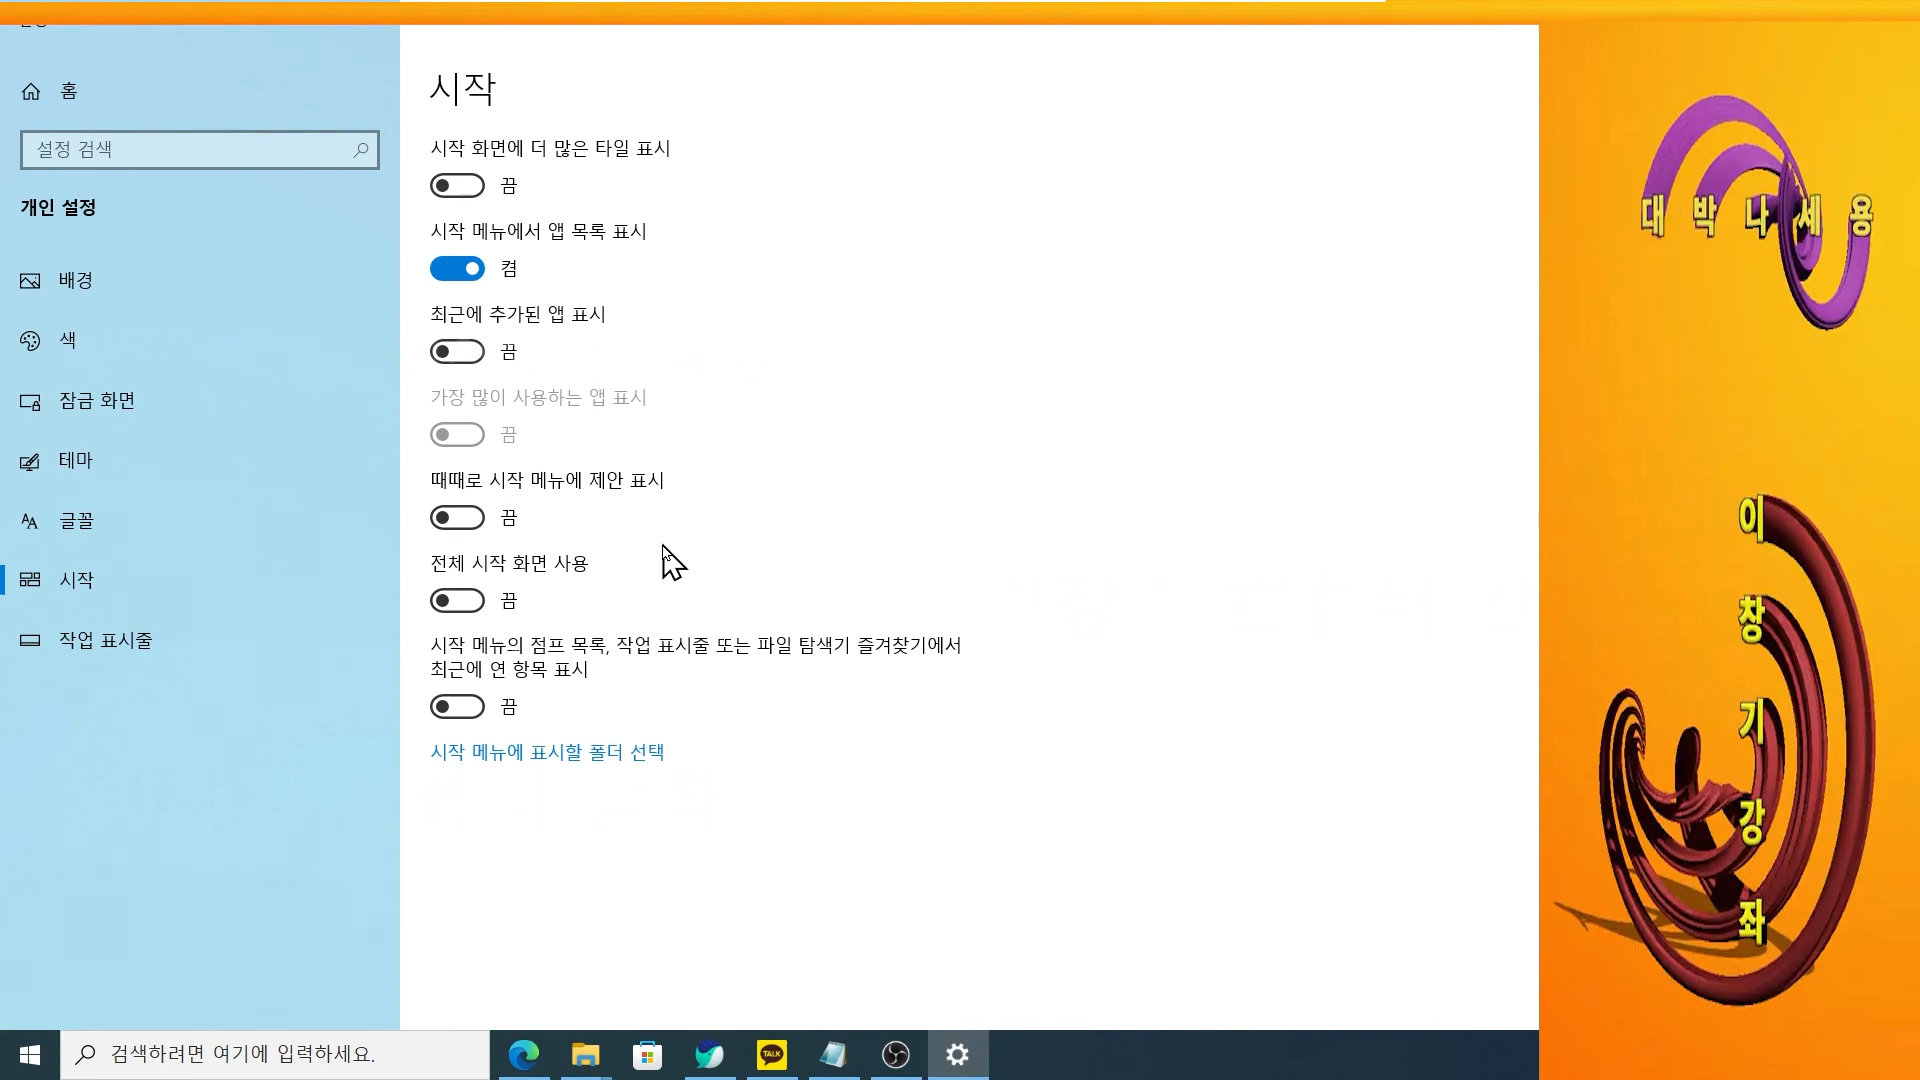 홈
설정 검색
개인 설정
배경
색
잠금 화면
테마
글꼴
시작
작업 표시줄
시작
시작 화면에 더 많은 타일 표시
끔
시작 메뉴에서 앱 목록 표시
켬
최근에 추가된 앱 표시
끔
가장 많이 사용하는 앱 표시
끔
때때로 시작 메뉴에 제안 표시
끔
전체 시작 화면 사용
끔
시작 메뉴의 점프 목록, 작업 표시줄 또는 파일 탐색기 즐겨찾기에서
최근에 연 항목 표시
끔
시작 메뉴에 표시할 폴더 선택
대 박 나 세 용
이
창
기
강
좌
검색하려면 여기에 입력하세요.
TALK